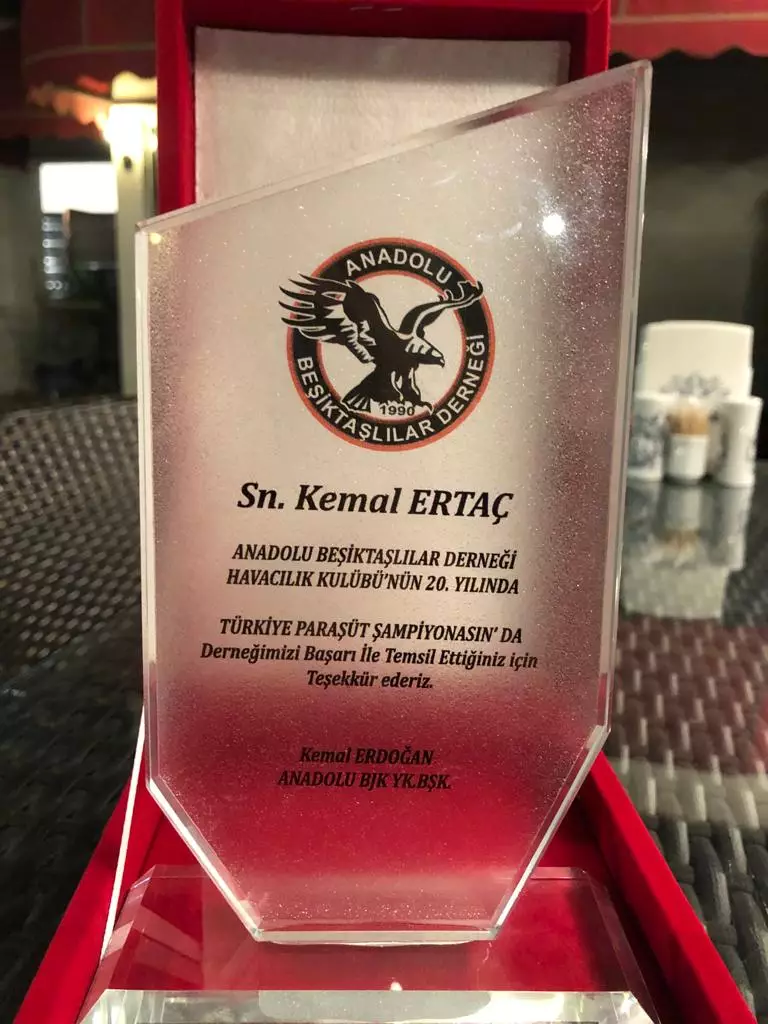 ANADOLU
BEŞİKTAŞLILAR DERNEĞİ
1990
Sn. Kemal ERTAÇ
ANADOLU BEŞİKTAŞLILAR DERNEĞİ
HAVACILIK KULÜBÜ'NÜN 20. YILINDA
TÜRKİYE PARAŞÜT ŞAMPİYONASIN' DA
Derneğimizi Başarı İle Temsil Ettiğiniz için
Teşekkür ederiz.
Kemal ERDOĞAN
ANADOLU BJK YK.BŞK.